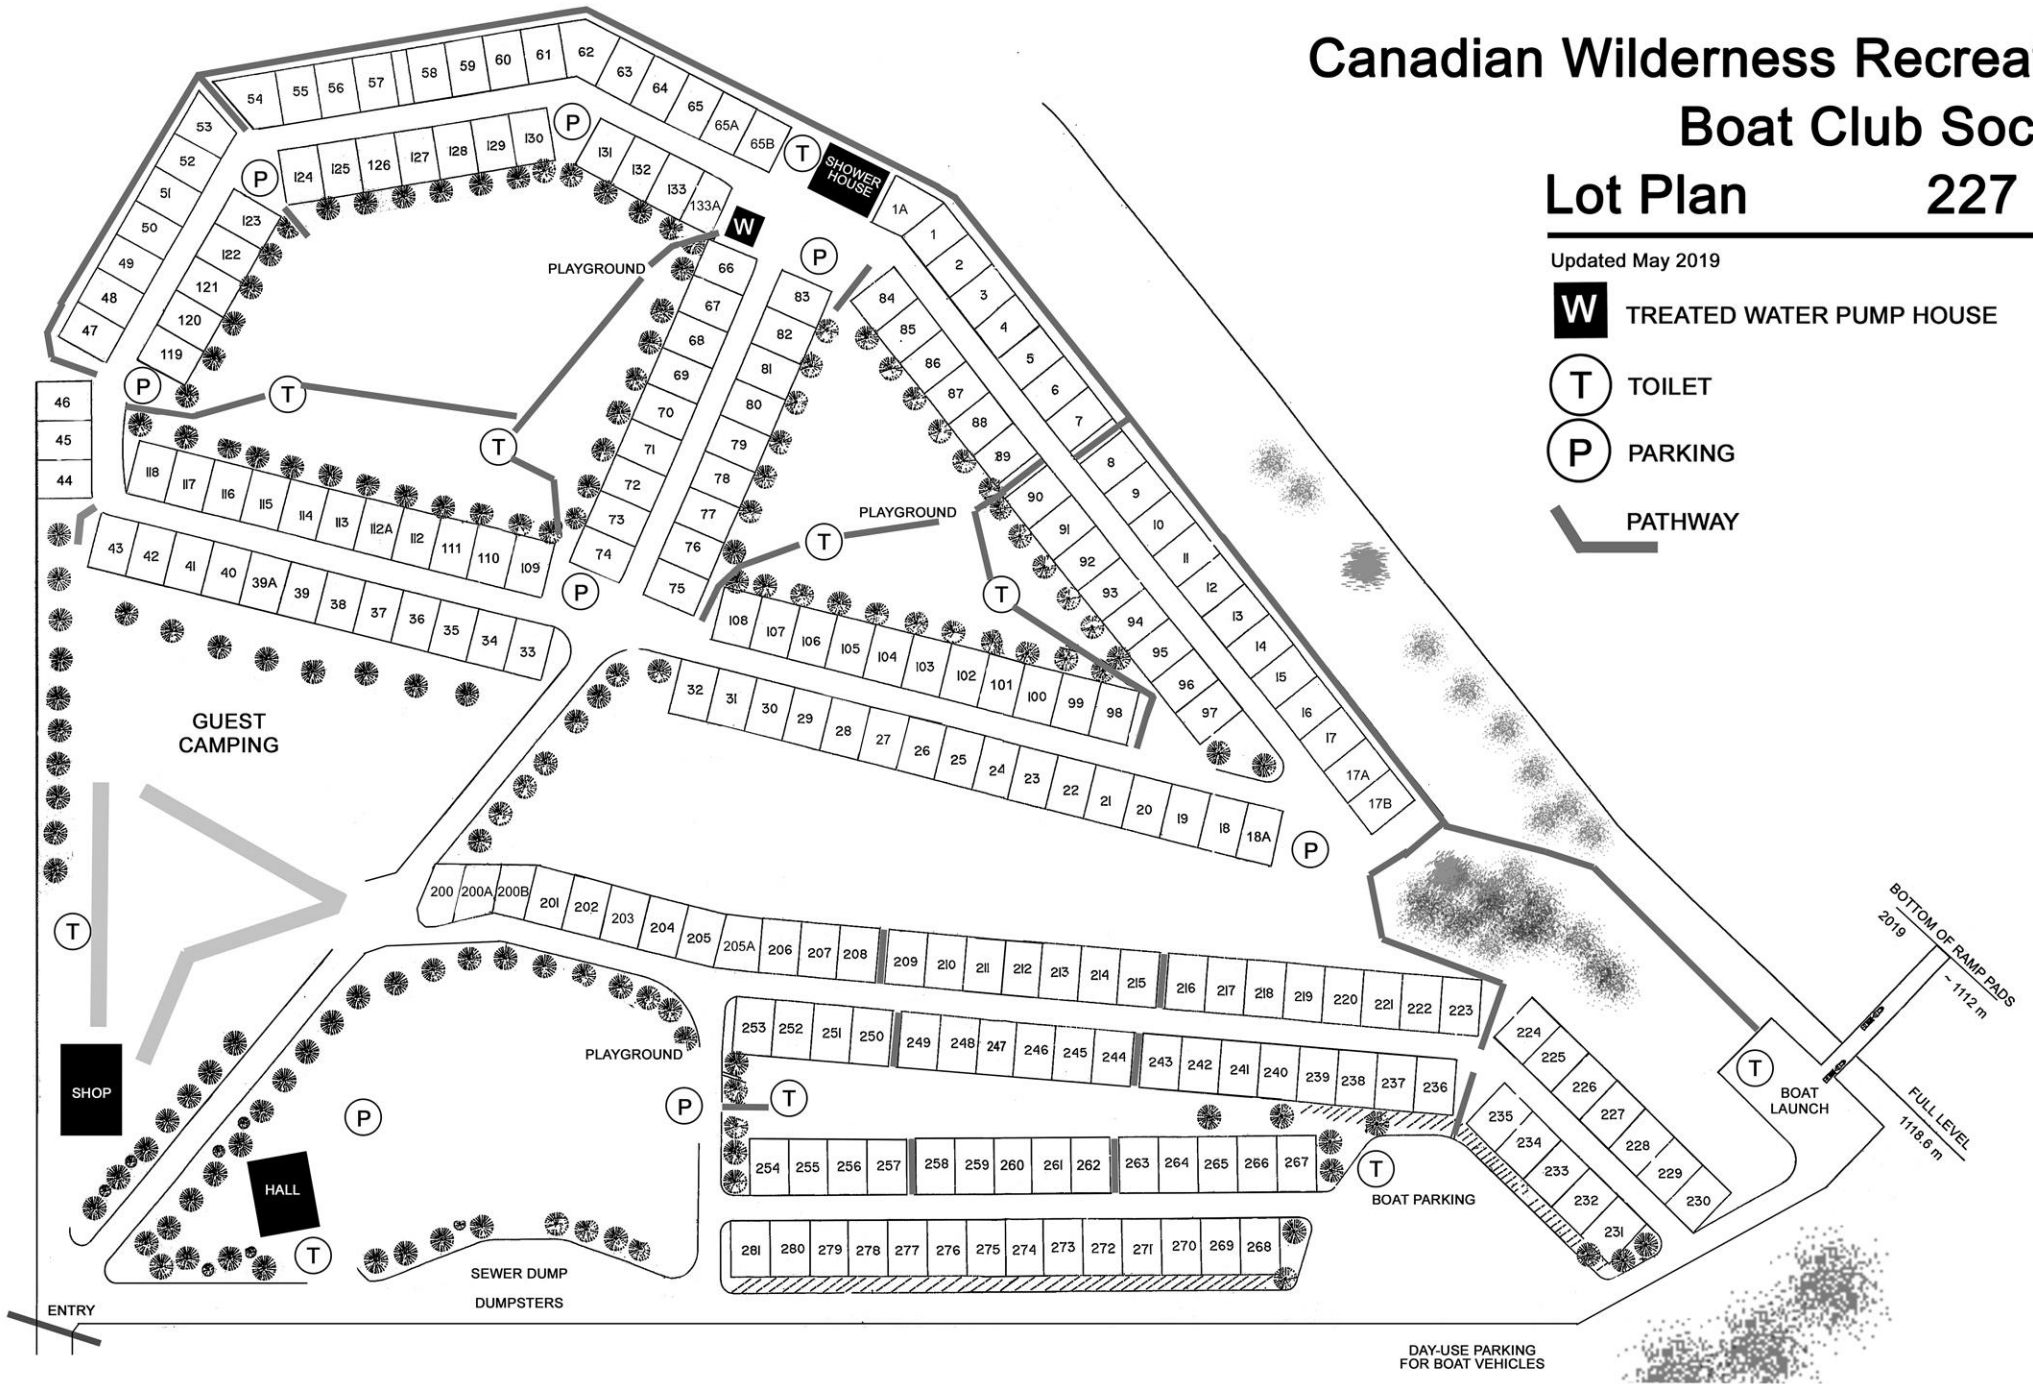 Canadian Wilderness Recrea
Boat Club Soc
Lot Plan 227
Updated May 2019
W TREATED WATER PUMP HOUSE
T TOILET
P PARKING
PATHWAY
54 55 56 57 58 59 60 61 62 63 64 65 65A 65B
T
SHOWER
HOUSE
53 52 51 50 49 48 47
P
124 125 126 127 128 129 130
P
131 132 133 133A
W
123 122 121 120 119
P
PLAYGROUND
46
45
44
T
T
66 67 68 69 70 71 72 73 74
P
P
83 82 81 80 79 78 77 76 75
1A 1 2 3 4 5 6 7
84 85 86 87 88 89
8 9 10 11 12 13 14 15 16 17 17A 17B
90 91 92 93 94 95 96 97
PLAYGROUND
T
T
118 117 116 115 114 113 112A 112 111 110 109
43 42 41 40 39A 39 38 37 36 35 34 33
108 107 106 105 104 103 102 101 100 99 98
32 31 30 29 28 27 26 25 24 23 22 21 20 19 18 18A
P
GUEST
CAMPING
T
200 200A 200B 201 202 203 204 205 205A 206 207 208 209 210 211 212 213 214 215 216 217 218 219 220 221 222 223
253 252 251 250 249 248 247 246 245 244 243 242 241 240 239 238 237 236
224 225 226 227 228 229 230
235 234 233 232 231
BOTTOM OF RAMP PADS
2019
~ 1112 m
T
BOAT
LAUNCH
FULL LEVEL
1118.6 m
PLAYGROUND
SHOP
P
P
T
254 255 256 257 258 259 260 261 262 263 264 265 266 267
T
BOAT PARKING
HALL
T
281 280 279 278 277 276 275 274 273 272 271 270 269 268
SEWER DUMP
DUMPSTERS
ENTRY
DAY-USE PARKING
FOR BOAT VEHICLES